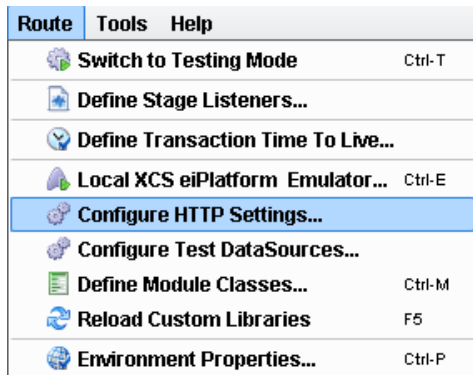 Route Tools Help
Switch to Testing Mode Ctrl-T
Define Stage Listeners...
Define Transaction Time To Live...
Local XCS eiPlatform Emulator... Ctrl-E
Configure HTTP Settings...
Configure Test DataSources...
Define Module Classes... Ctrl-M
Reload Custom Libraries F5
Environment Properties... Ctrl-P